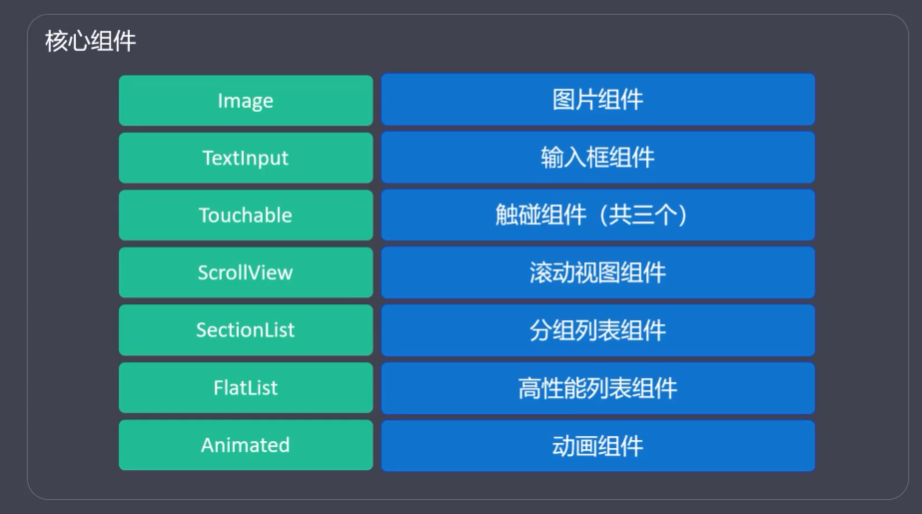 核心组件
Image 图片组件
TextInput 输入框组件
Touchable 触碰组件（共三个）
ScrollView 滚动视图组件
SectionList 分组列表组件
FlatList 高性能列表组件
Animated 动画组件